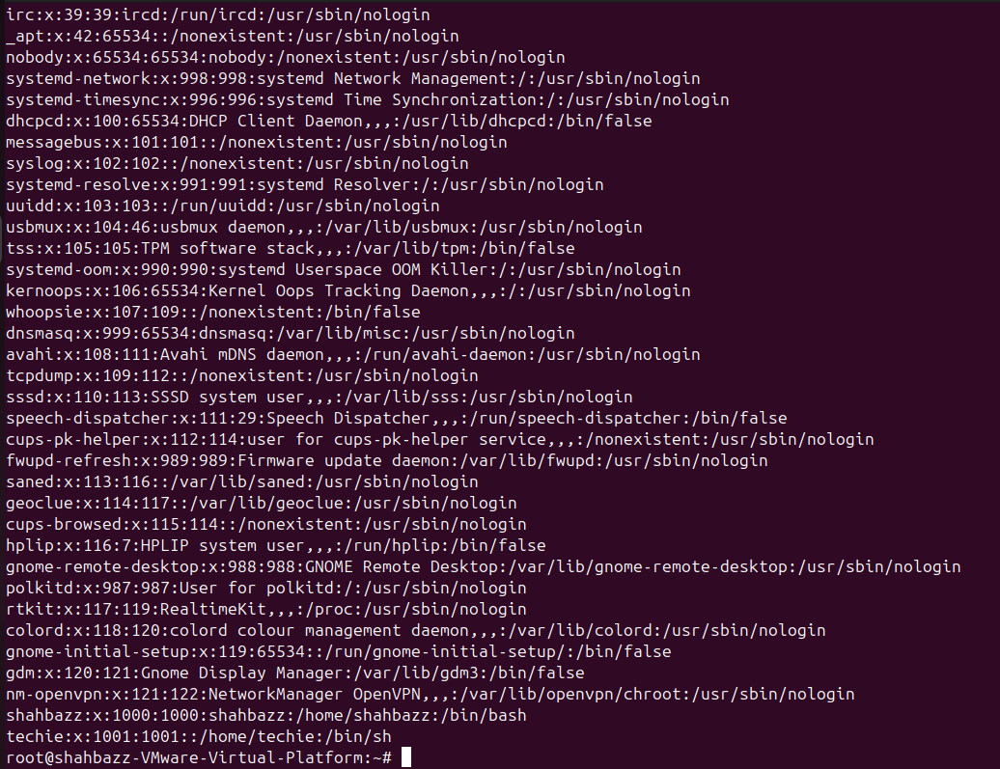 irc:x:39:39:ircd:/run/ircd:/usr/sbin/nologin
_apt:x:42:65534::/nonexistent:/usr/sbin/nologin
nobody:x:65534:65534:nobody:/nonexistent:/usr/sbin/nologin
systemd-network:x:998:998:systemd Network Management:/:/usr/sbin/nologin
systemd-timesync:x:996:996:systemd Time Synchronization:/:/usr/sbin/nologin
dhcpcd:x:100:65534:DHCP Client Daemon,,,:/usr/lib/dhcpcd:/bin/false
messagebus:x:101:101::/nonexistent:/usr/sbin/nologin
syslog:x:102:102::/nonexistent:/usr/sbin/nologin
systemd-resolve:x:991:991:systemd Resolver:/:/usr/sbin/nologin
uuidd:x:103:103::/run/uuidd:/usr/sbin/nologin
usbmux:x:104:46:usbmux daemon,,,:/var/lib/usbmux:/usr/sbin/nologin
tss:x:105:105:TPM software stack,,,:/var/lib/tpm:/bin/false
systemd-oom:x:990:990:systemd Userspace OOM Killer:/:/usr/sbin/nologin
kernoops:x:106:65534:Kernel Oops Tracking Daemon,,,:/:/usr/sbin/nologin
whoopsie:x:107:109::/nonexistent:/bin/false
dnsmasq:x:999:65534:dnsmasq:/var/lib/misc:/usr/sbin/nologin
avahi:x:108:111:Avahi mDNS daemon,,,:/run/avahi-daemon:/usr/sbin/nologin
tcpdump:x:109:112::/nonexistent:/usr/sbin/nologin
sssd:x:110:113:SSSD system user,,,:/var/lib/sss:/usr/sbin/nologin
speech-dispatcher:x:111:29:Speech Dispatcher,,,:/run/speech-dispatcher:/bin/false
cups-pk-helper:x:112:114:user for cups-pk-helper service,,,:/nonexistent:/usr/sbin/nologin
fwupd-refresh:x:989:989:Firmware update daemon:/var/lib/fwupd:/usr/sbin/nologin
saned:x:113:116::/var/lib/saned:/usr/sbin/nologin
geoclue:x:114:117::/var/lib/geoclue:/usr/sbin/nologin
cups-browsed:x:115:114::/nonexistent:/usr/sbin/nologin
hplip:x:116:7:HPLIP system user,,,:/run/hplip:/bin/false
gnome-remote-desktop:x:988:988:GNOME Remote Desktop:/var/lib/gnome-remote-desktop:/usr/sbin/nologin
polkitd:x:987:987:User for polkitd:/:/usr/sbin/nologin
rtkit:x:117:119:RealtimeKit,,,:/proc:/usr/sbin/nologin
colord:x:118:120:colord colour management daemon,,,:/var/lib/colord:/usr/sbin/nologin
gnome-initial-setup:x:119:65534::/run/gnome-initial-setup/:/bin/false
gdm:x:120:121:Gnome Display Manager:/var/lib/gdm3:/bin/false
nm-openvpn:x:121:122:NetworkManager OpenVPN,,,:/var/lib/openvpn/chroot:/usr/sbin/nologin
shahbazz:x:1000:1000:shahbazz:/home/shahbazz:/bin/bash
techie:x:1001:1001::/home/techie:/bin/sh
root@shahbazz-VMware-Virtual-Platform:~#